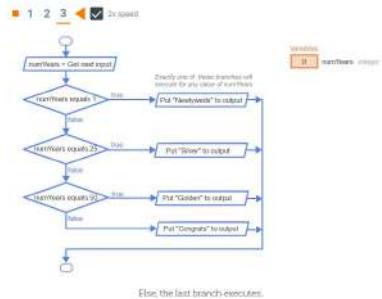 1 2 3 2x speed
Variables
numYears = Get next input
0 numYears integer
Exactly one of these branches will
execute for any value of numYears
numYears equals 1
true
Put "Newlyweds" to output
false
numYears equals 25
true
Put "Silver" to output
false
numYears equals 50
true
Put "Golden" to output
false
Put "Congrats" to output
Else, the last branch executes.